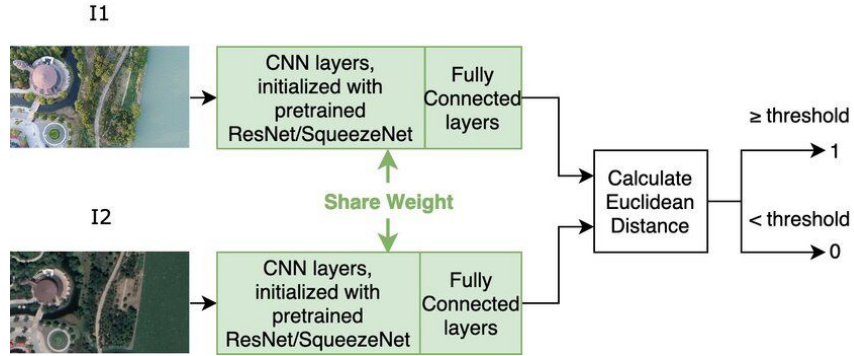 I1
CNN layers,
initialized with
pretrained
ResNet/SqueezeNet
Fully
Connected
layers
≥ threshold
1
Share Weight
Calculate
Euclidean
Distance
< threshold
0
I2
CNN layers,
initialized with
pretrained
ResNet/SqueezeNet
Fully
Connected
layers